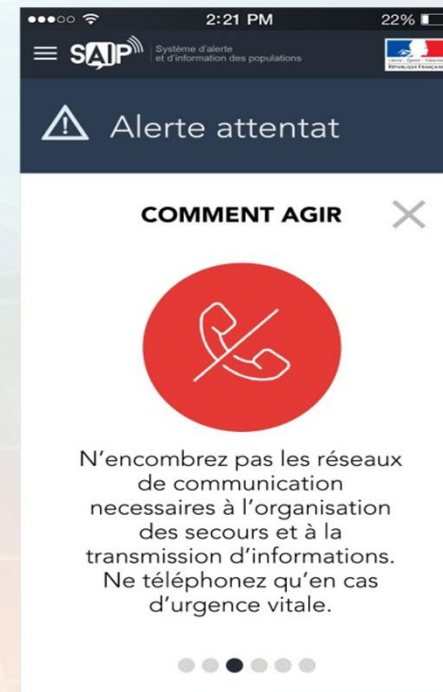 2:21 PM
22%
SAIP
Système d'alerte
et d'information des populations
Alerte attentat
COMMENT AGIR
N'encombrez pas les réseaux
de communication
necessaires à l'organisation
des secours et à la
transmission d'informations.
Ne téléphonez qu'en cas
d'urgence vitale.